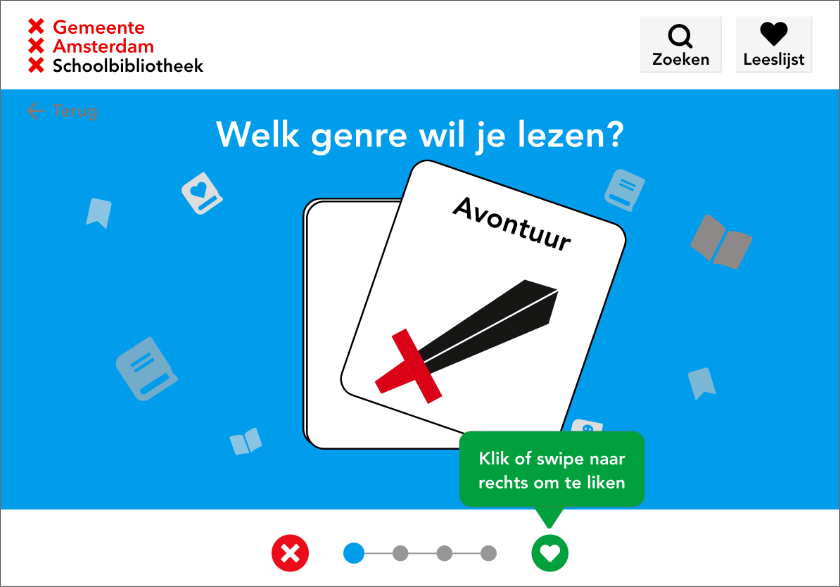 Gemeente
Amsterdam
Schoolbibliotheek
Zoeken
Leeslijst
Terug
Welk genre wil je lezen?
Avontuur
Klik of swipe naar
rechts om te liken